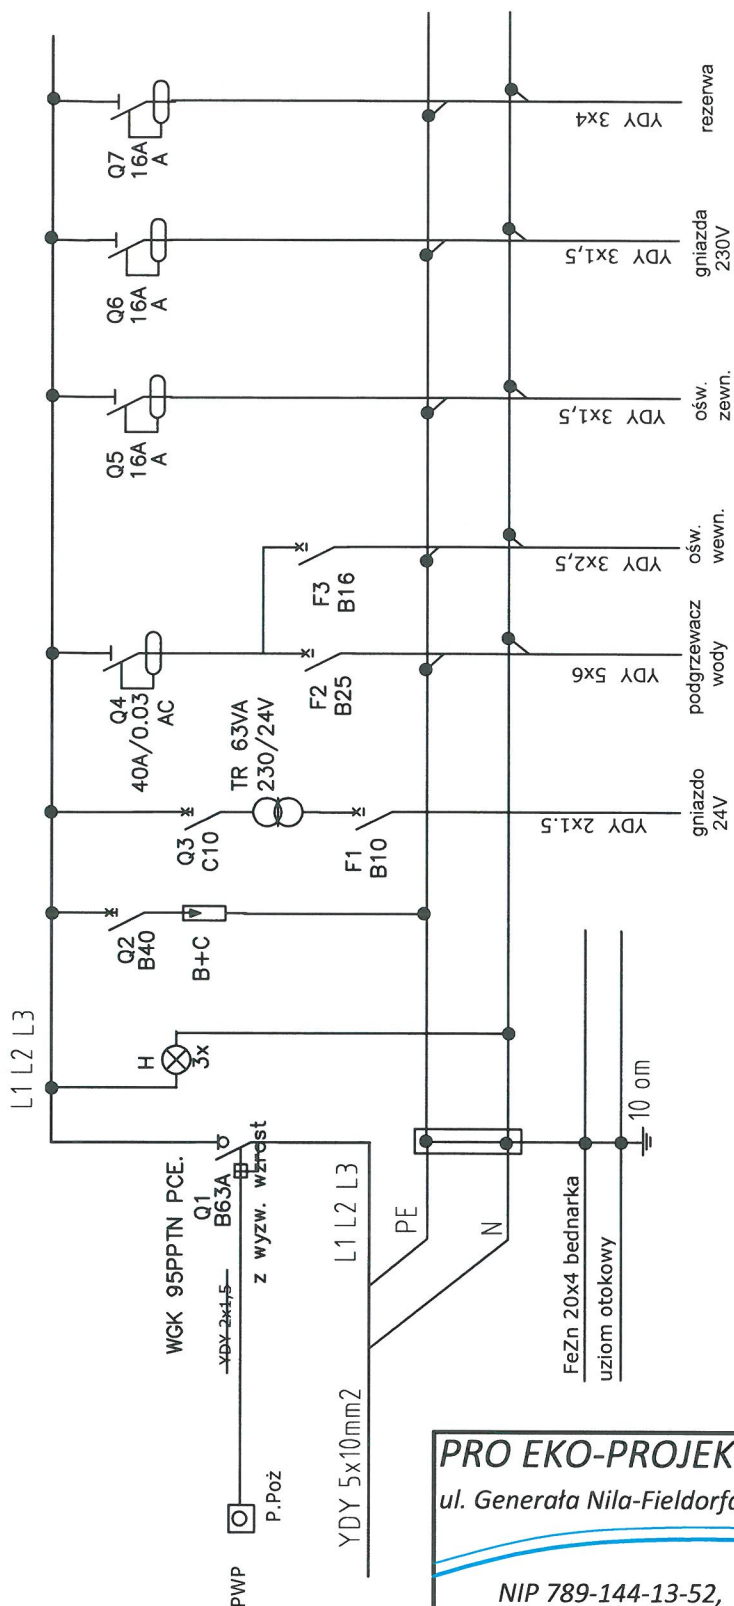 L1 L2 L3
WGK 95PPTN PCE.
Q1
B63A
z wyzw. wzrost
YDY 2x1,5
PWP
P.Poż
YDY 5x10mm2
L1 L2 L3
PE
N
H
3x
Q2
B40
B+C
Q3
C10
TR 63VA
230/24V
F1
B10
YDY 2x1.5
gniazdo
24V
Q4
40A/0.03
AC
F2
B25
YDY 5x6
podgrzewacz
wody
F3
B16
YDY 3x2,5
ośw.
wewn.
Q5
16A
A
YDY 3x1,5
ośw.
zewn.
Q6
16A
A
YDY 3x1,5
gniazda
230V
Q7
16A
A
YDY 3x4
rezerwa
FeZn 20x4 bednarka
uziom otokowy
10 om
PRO EKO-PROJEK
ul. Generała Nila-Fieldorfa
NIP 789-144-13-52,